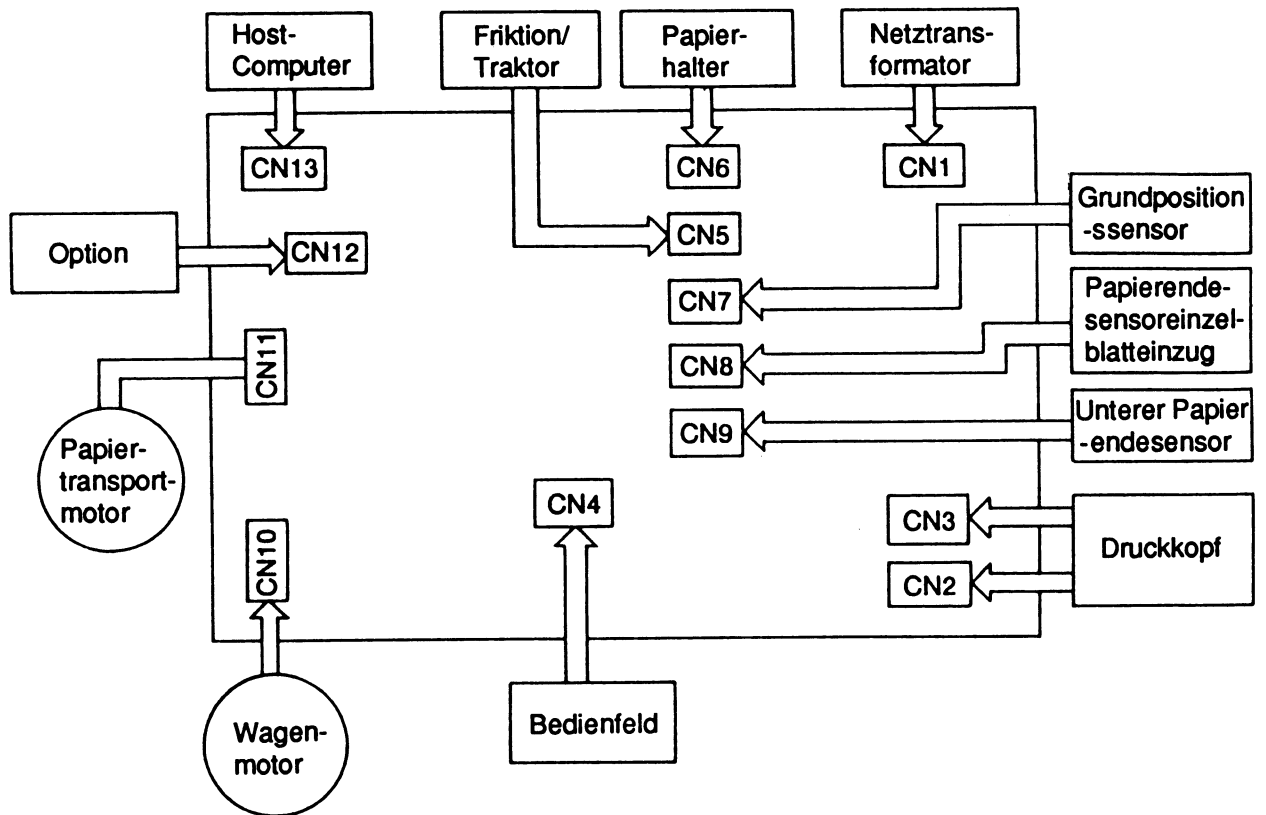 Host-
Computer
Friktion/
Traktor
Papier-
halter
Netztrans-
formator
CN13
CN6
CN1
Grundposition
-ssensor
Option
CN12
CN5
CN7
Papierende-
sensoreinzel-
blatteinzug
CN11
CN8
Unterer Papier
-endesensor
CN9
Papier-
transport-
motor
CN4
CN3
Druckkopf
CN10
CN2
Wagen-
motor
Bedienfeld